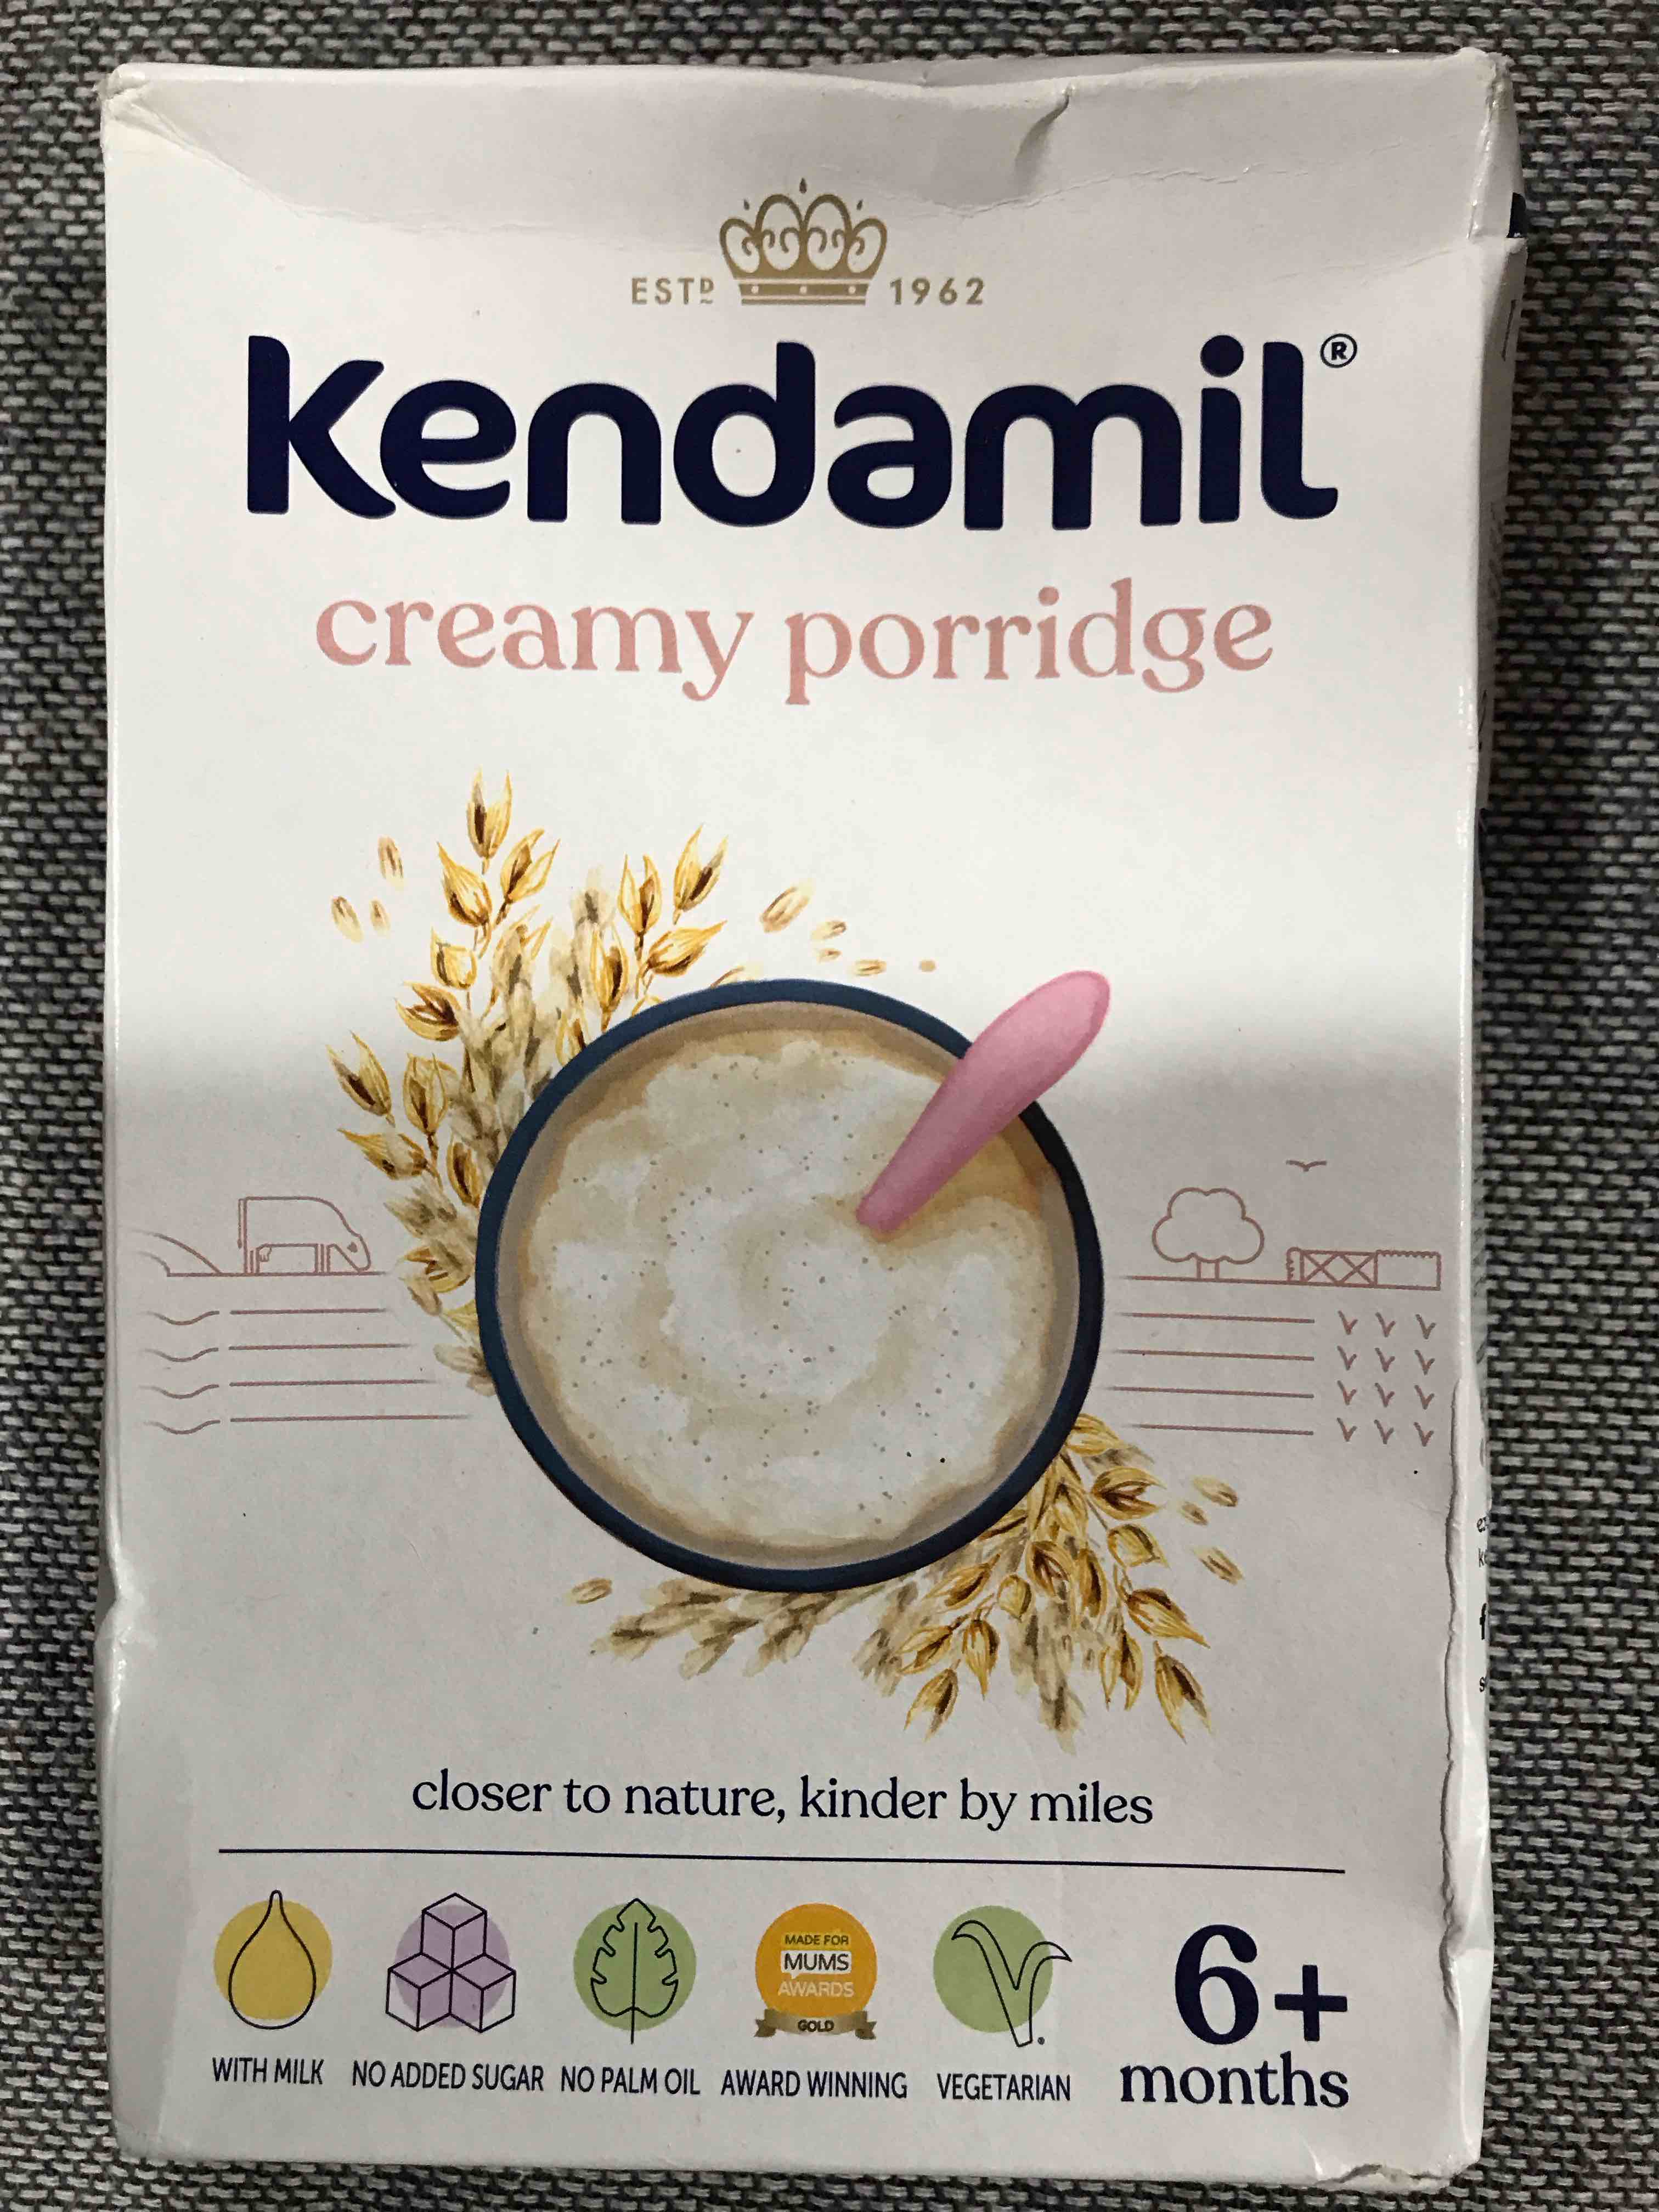 ESTD 1962
Kendamil®
creamy porridge
closer to nature, kinder by miles
MADE FOR
MUMS
AWARDS
GOLD
WITH MILK
NO ADDED SUGAR
NO PALM OIL
AWARD WINNING
VEGETARIAN
6+
months